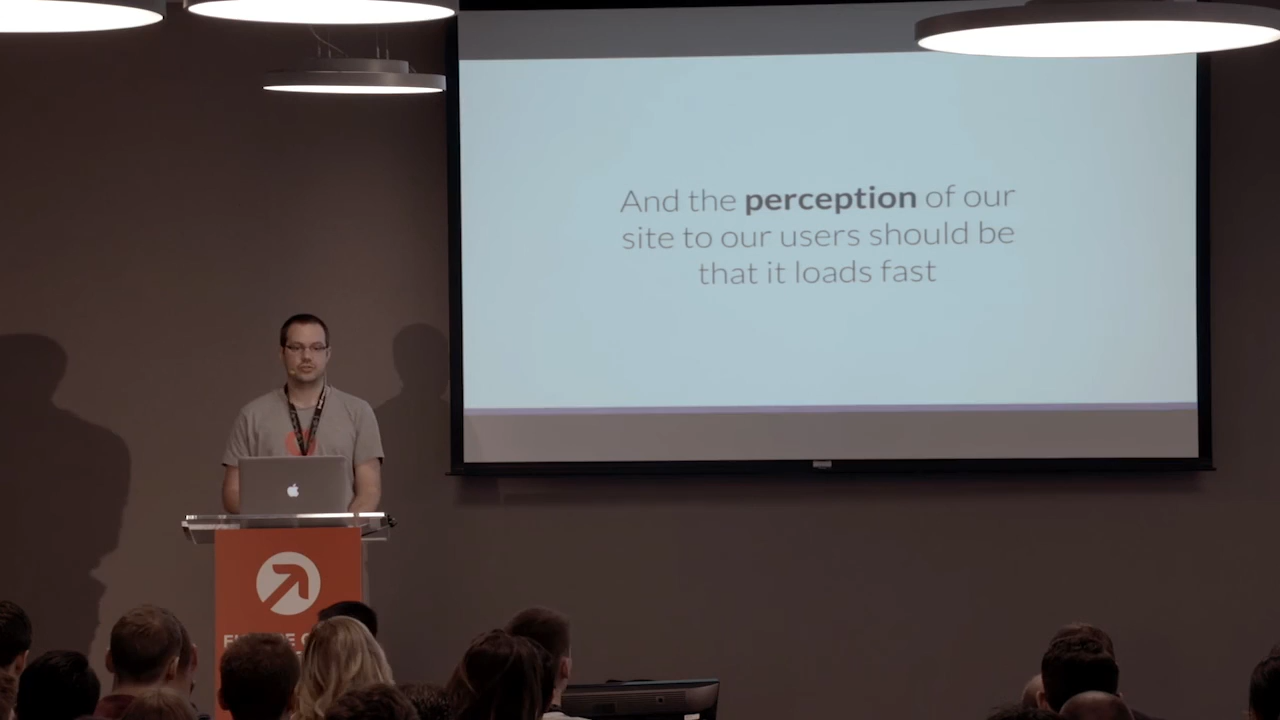 And the perception of our
site to our users should be
that it loads fast